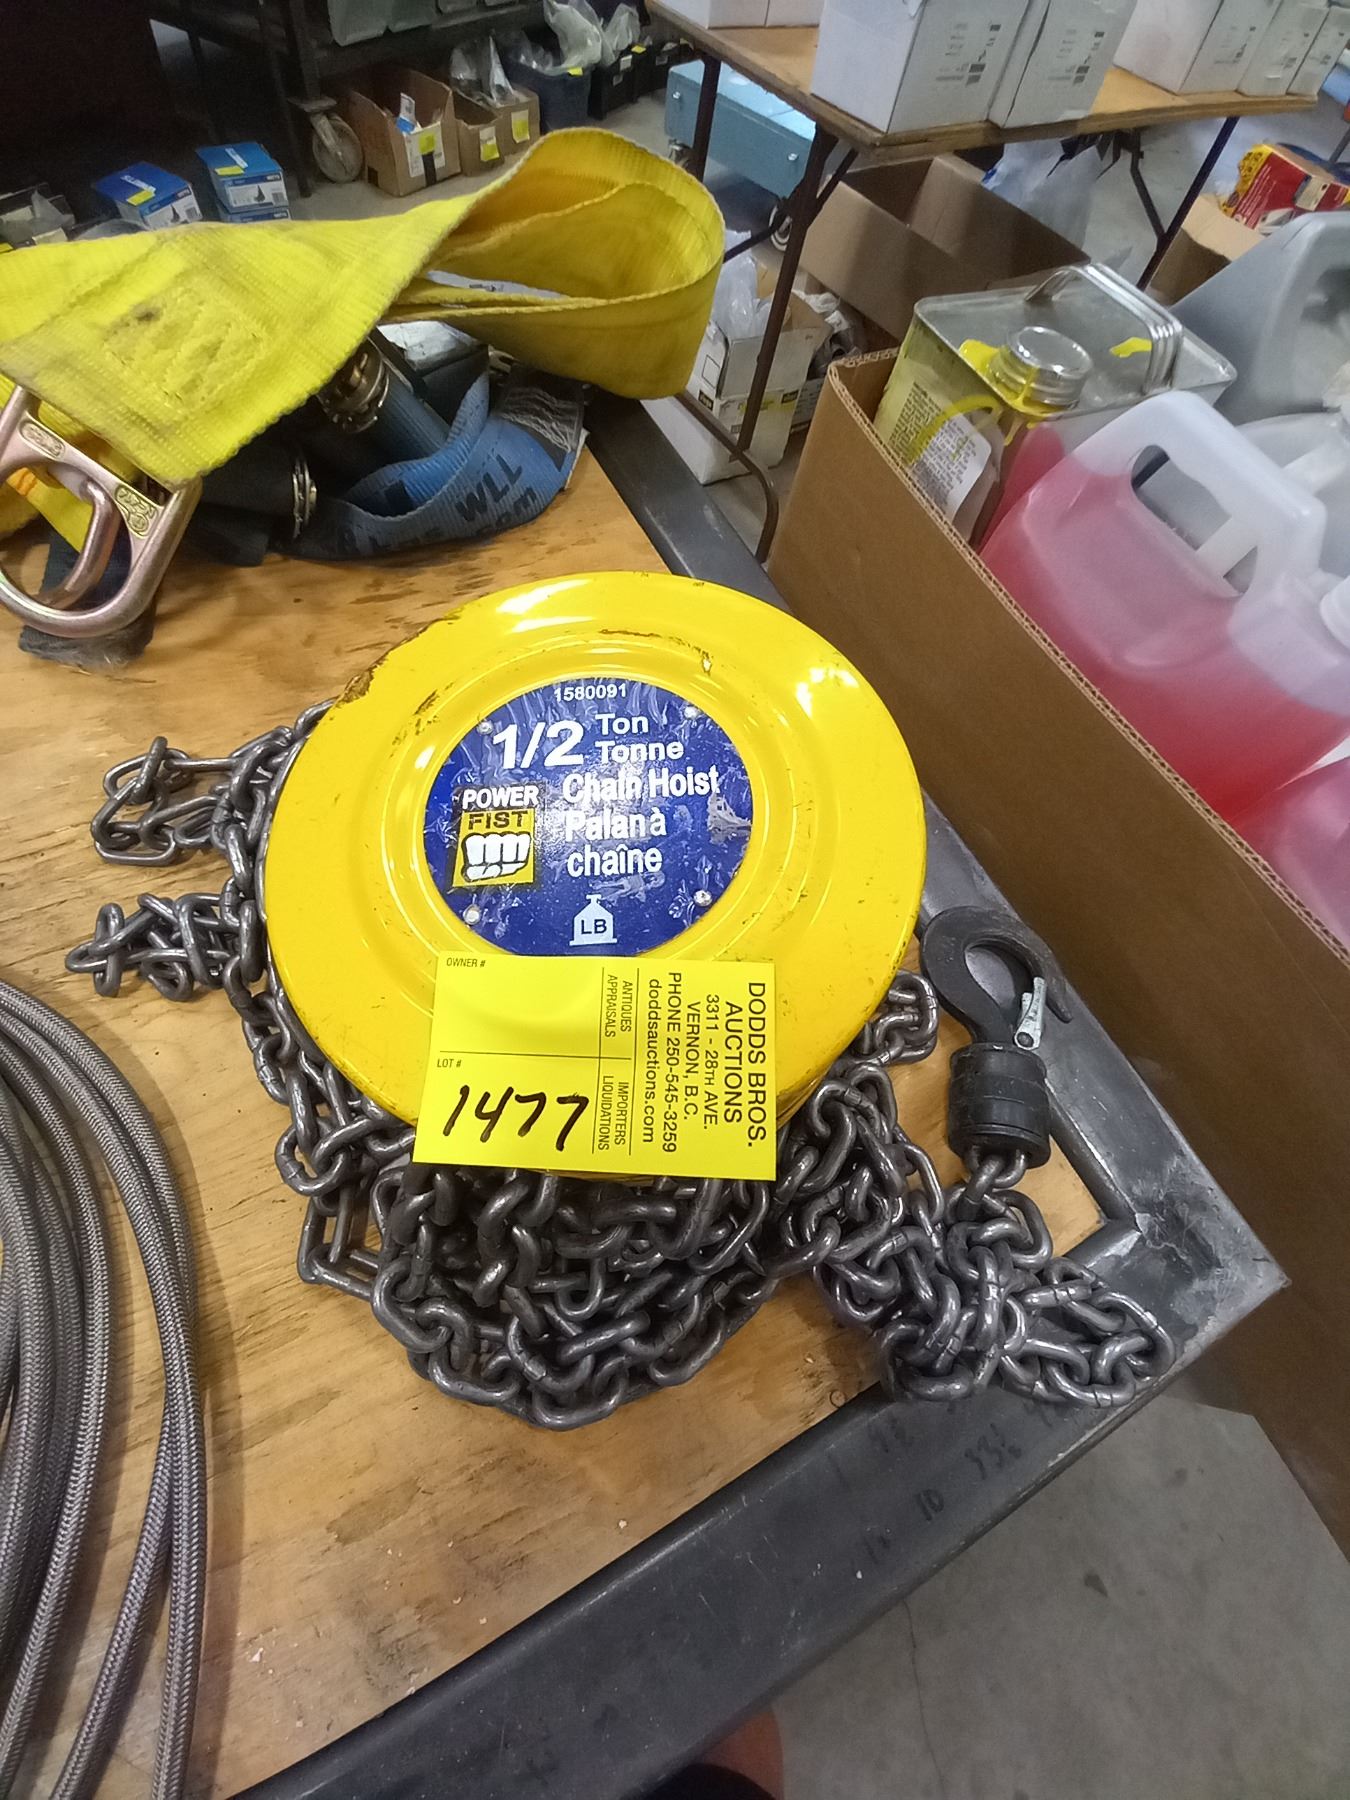 WLL
1580091
1/2 Ton
Tonne
Chain Hoist
Palan à
chaîne
POWER
FIST
LB
OWNER #
LOT #
1477
ANTIQUES
APPRAISALS
IMPORTERS
LIQUIDATIONS
DODDS BROS.
AUCTIONS
3311 - 28TH AVE.
VERNON, B.C.
PHONE 250-545-3259
doddsauctions.com